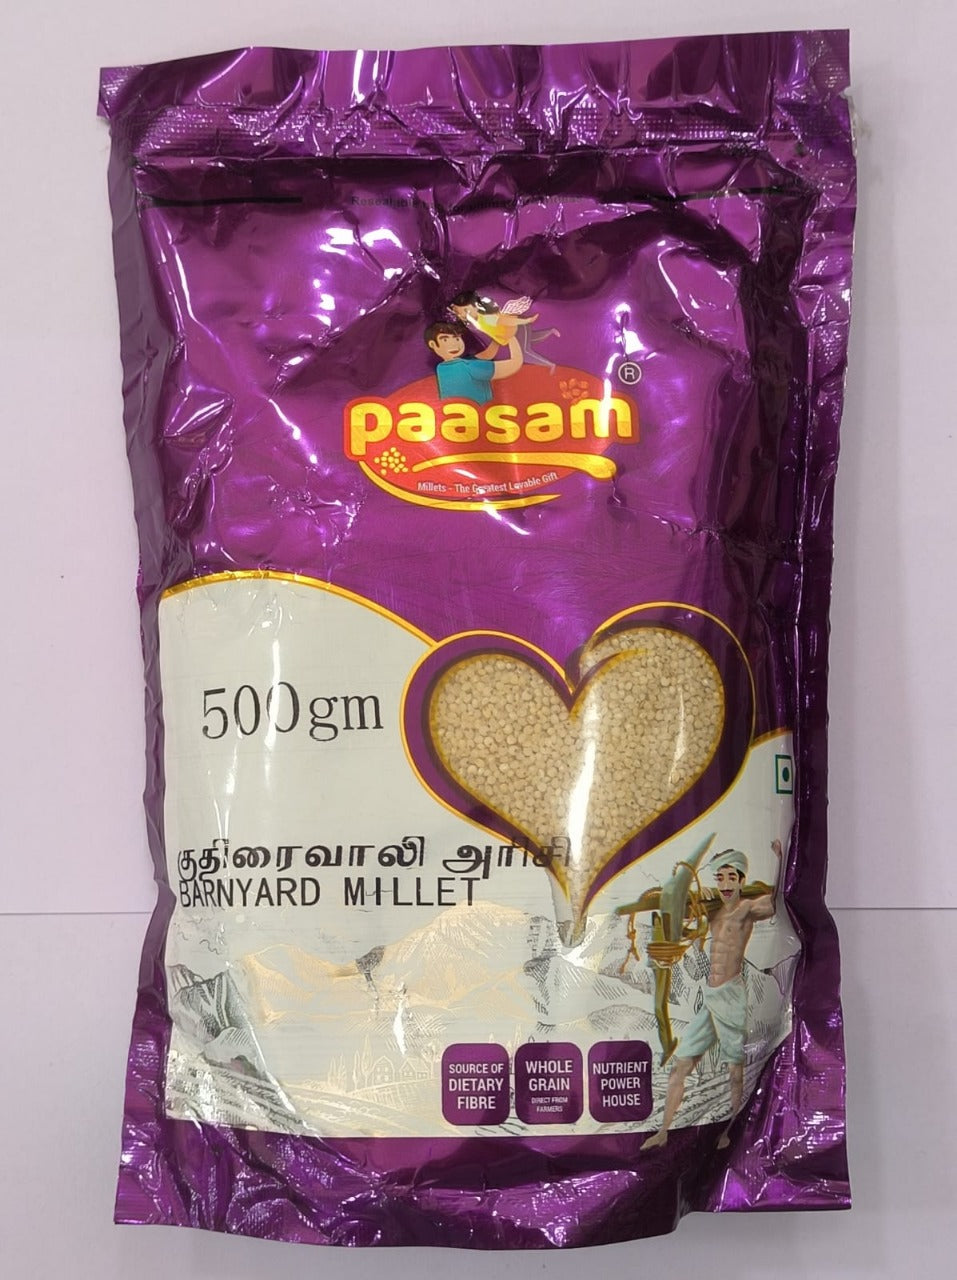 paasam
®
Millets - The Greatest Lovable Gift
500gm
குதிரைவாலி அரிசி
BARNYARD MILLET
SOURCE OF
DIETARY
FIBRE
WHOLE
GRAIN
DIRECT FROM
FARMERS
NUTRIENT
POWER
HOUSE